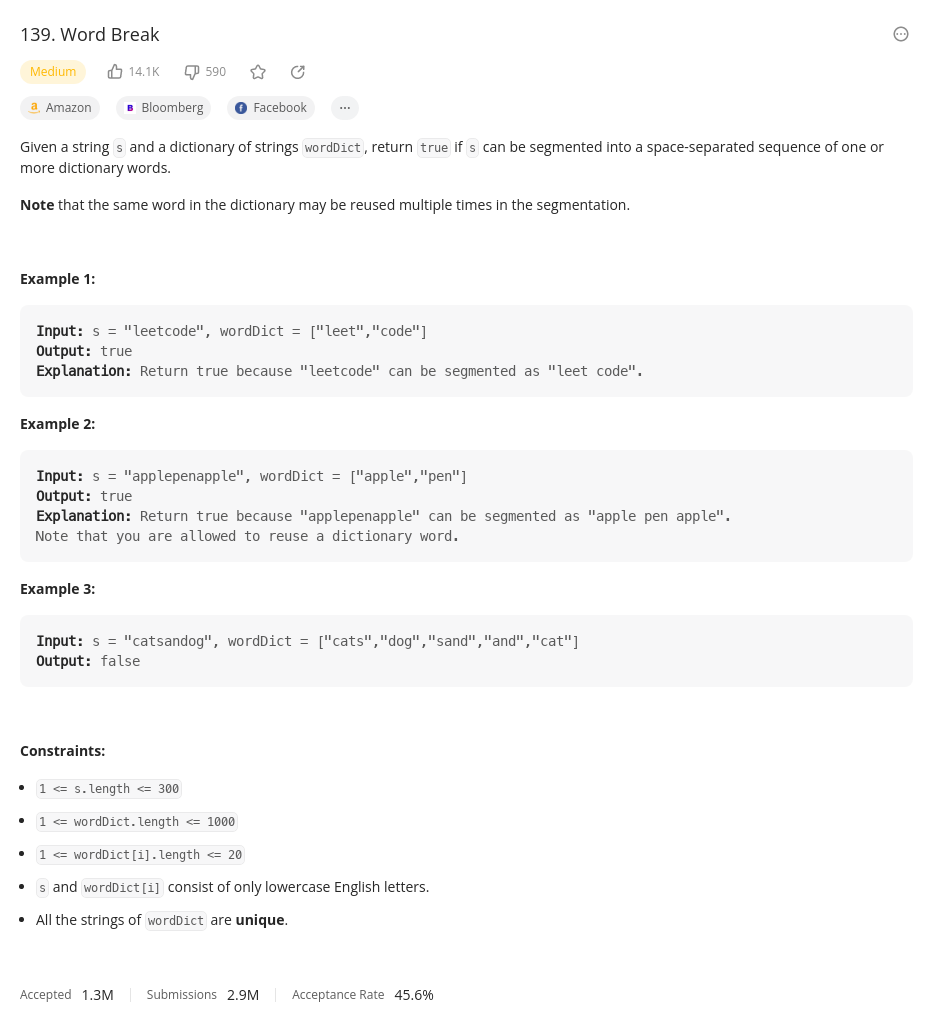 139. Word Break
Medium 14.1K 590
Amazon Bloomberg Facebook ...
Given a string s and a dictionary of strings wordDict, return true if s can be segmented into a space-separated sequence of one or
more dictionary words.
Note that the same word in the dictionary may be reused multiple times in the segmentation.
Example 1:
Input: s = "leetcode", wordDict = ["leet","code"]
Output: true
Explanation: Return true because "leetcode" can be segmented as "leet code".
Example 2:
Input: s = "applepenapple", wordDict = ["apple","pen"]
Output: true
Explanation: Return true because "applepenapple" can be segmented as "apple pen apple".
Note that you are allowed to reuse a dictionary word.
Example 3:
Input: s = "catsandog", wordDict = ["cats","dog","sand","and","cat"]
Output: false
Constraints:
• 1 <= s.length <= 300
• 1 <= wordDict.length <= 1000
• 1 <= wordDict[i].length <= 20
• s and wordDict[i] consist of only lowercase English letters.
• All the strings of wordDict are unique.
Accepted 1.3M Submissions 2.9M Acceptance Rate 45.6%